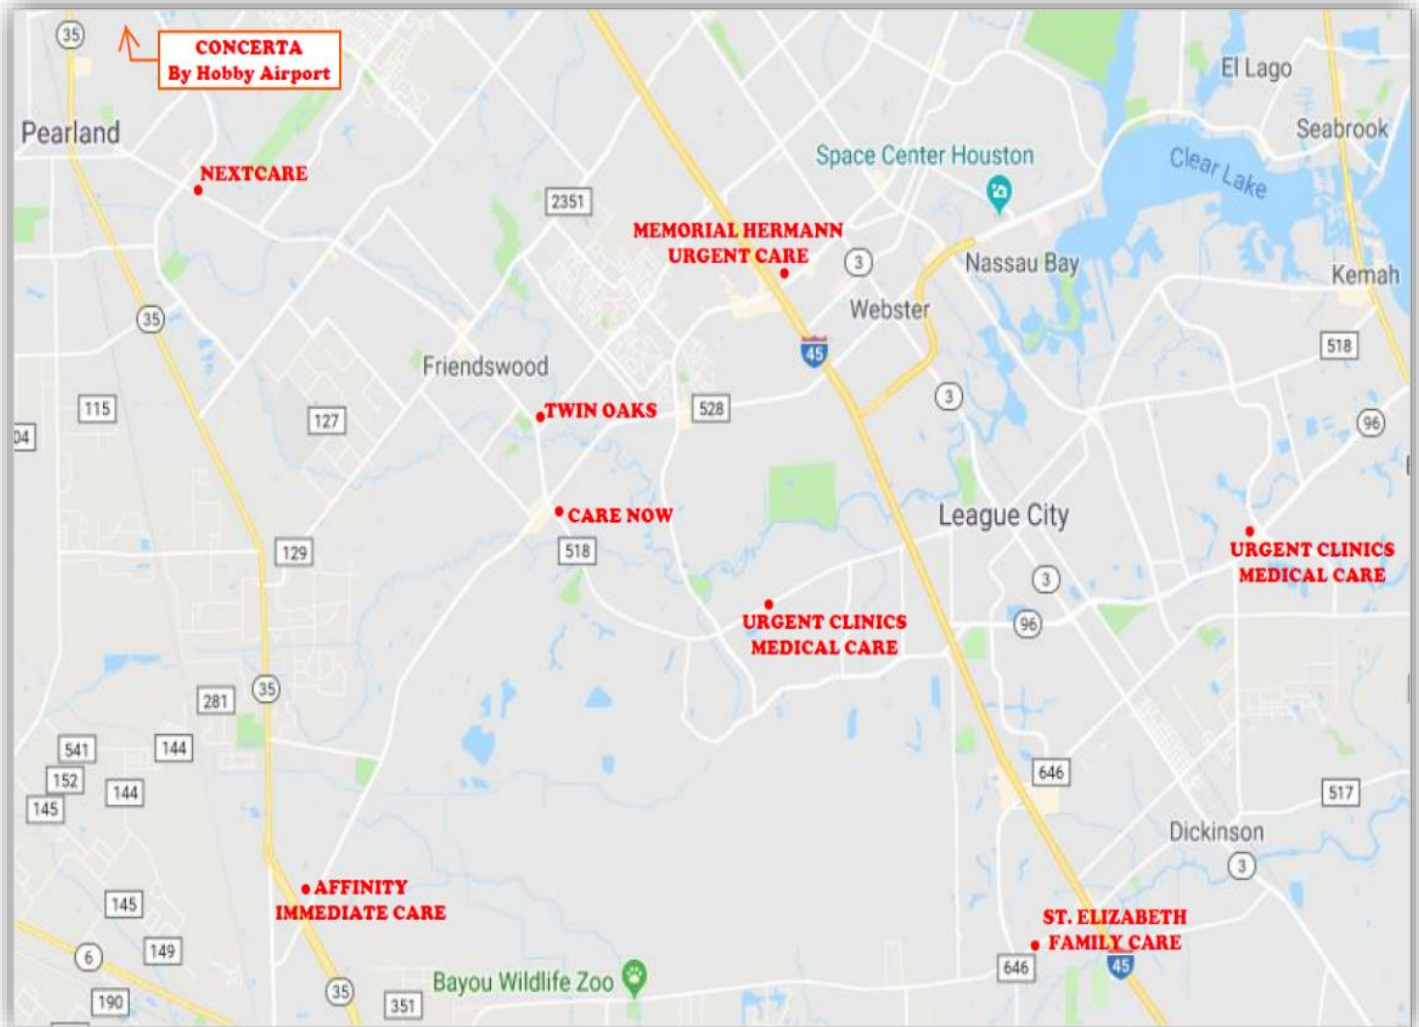 35
CONCERTA
By Hobby Airport
El Lago
Pearland
Seabrook
Space Center Houston
Clear Lake
NEXTCARE
2351
MEMORIAL HERMANN
URGENT CARE
3
Nassau Bay
Kemah
Webster
35
45
518
Friendswood
115
127
TWIN OAKS
528
3
96
04
CARE NOW
League City
518
129
URGENT CLINICS
MEDICAL CARE
3
URGENT CLINICS
MEDICAL CARE
96
281
35
541
144
152
144
145
646
517
Dickinson
3
AFFINITY
IMMEDIATE CARE
145
ST. ELIZABETH
FAMILY CARE
149
6
646
45
Bayou Wildlife Zoo
190
35
351